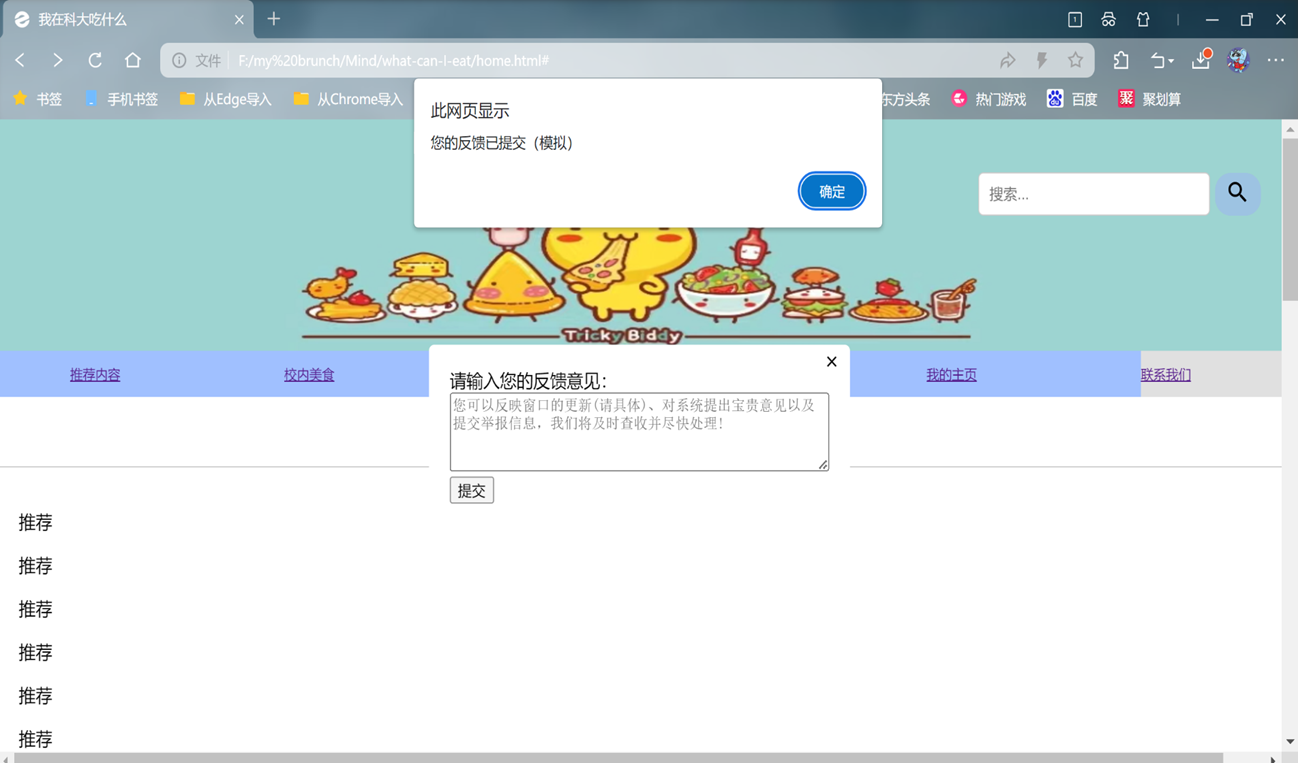 我在科大吃什么
文件 F:/my%20brunch/Mind/what-can-I-eat/home.html#
书签 手机书签 从Edge导入 从Chrome导入 东方头条 热门游戏 百度 聚 聚划算
此网页显示
您的反馈已提交（模拟）
确定
搜索...
Tricky Biddy
推荐内容 校内美食 我的主页 联系我们
请输入您的反馈意见：
您可以反映窗口的更新(请具体)、对系统提出宝贵意见以及
提交举报信息，我们将及时查收并尽快处理!
提交
推荐
推荐
推荐
推荐
推荐
推荐